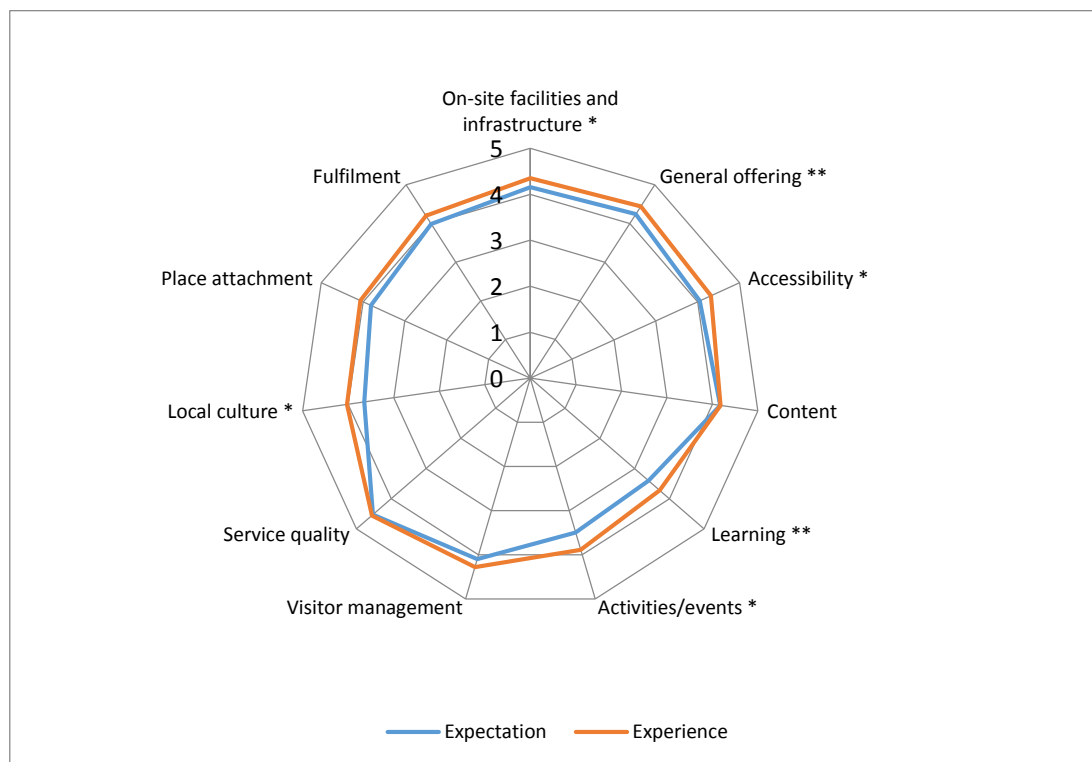 On-site facilities and
infrastructure *
5
Fulfilment
General offering **
4
3
Place attachment
Accessibility *
2
1
0
Local culture *
Content
Service quality
Learning **
Visitor management
Activities/events *
Expectation
Experience